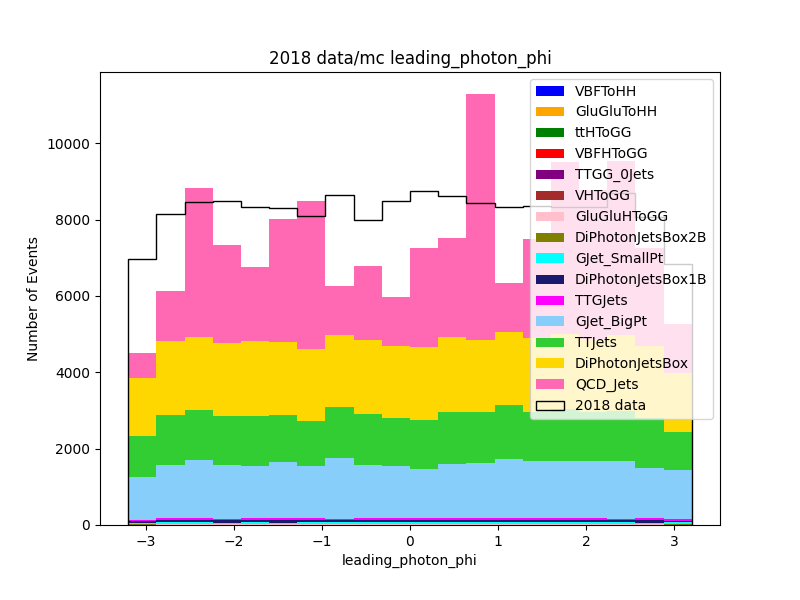 2018 data/mc leading_photon_phi
Number of Events
10000
8000
6000
4000
2000
0
−3
−2
−1
0
1
2
3
leading_photon_phi
VBFToHH
GluGluToHH
ttHToGG
VBFHToGG
TTGG_0Jets
VHToGG
GluGluHToGG
DiPhotonJetsBox2B
GJet_SmallPt
DiPhotonJetsBox1B
TTGJets
GJet_BigPt
TTJets
DiPhotonJetsBox
QCD_Jets
2018 data